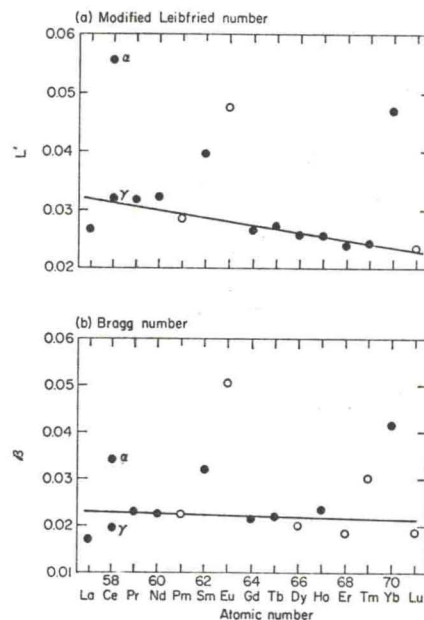 (a) Modified Leibfried number
0.06
α
0.05
L'
0.04
γ
0.03
0.02
(b) Bragg number
0.06
0.05
0.04
α
β
0.03
0.02
γ
0.01
58 60 62 64 66 68 70
La Ce Pr Nd Pm Sm Eu Gd Tb Dy Ho Er Tm Yb Lu
Atomic number